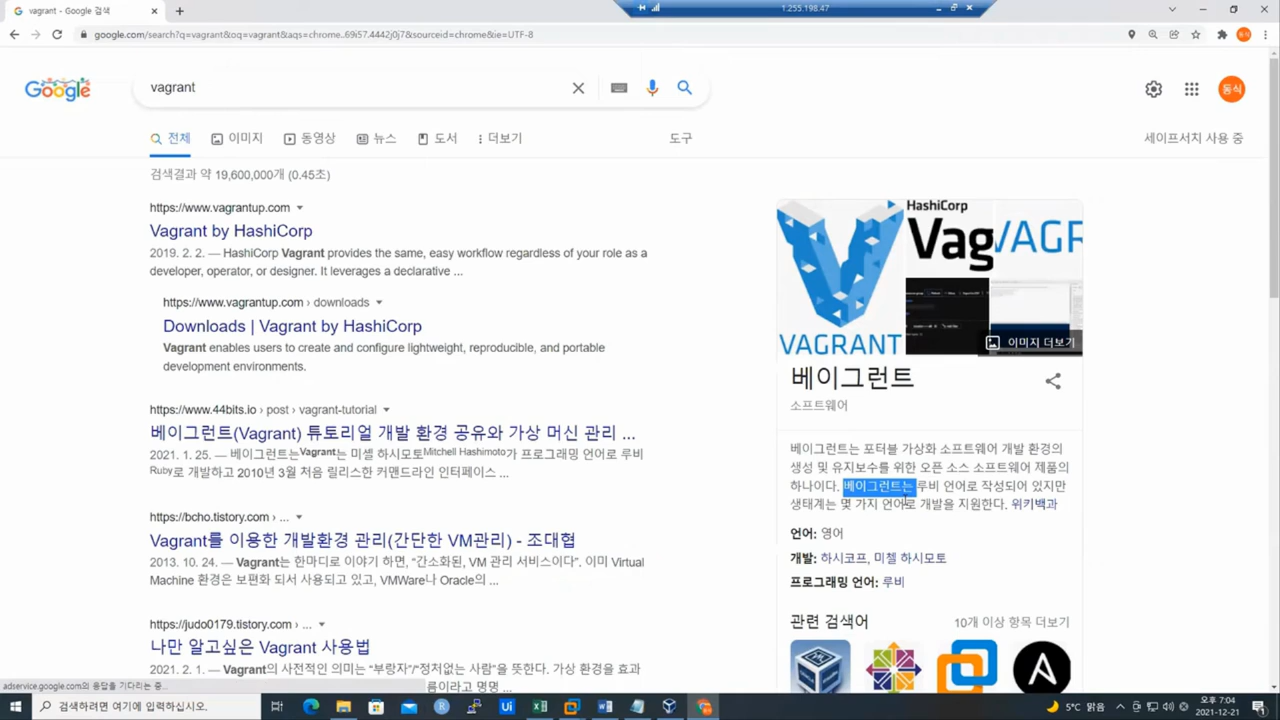 vagrant - Google 검색
1.255.198.47
google.com/search?q=vagrant&oq=vagrant&aqs=chrome..69i57.4442j0j7&sourceid=chrome&ie=UTF-8
동식
Google
vagrant
동식
전체 이미지 동영상 뉴스 도서 더보기 도구 세이프서치 사용 중
검색결과 약 19,600,000개 (0.45초)
https://www.vagrantup.com
Vagrant by HashiCorp
2019. 2. 2. — HashiCorp Vagrant provides the same, easy workflow regardless of your role as a
developer, operator, or designer. It leverages a declarative ...
https://www.vagrantup.com › downloads
Downloads | Vagrant by HashiCorp
Vagrant enables users to create and configure lightweight, reproducible, and portable
development environments.
https://www.44bits.io › post › vagrant-tutorial
베이그런트(Vagrant) 튜토리얼 개발 환경 공유와 가상 머신 관리 ...
2021. 1. 25. — 베이그런트는Vagrant는 미셸 하시모토Mitchell Hashimoto가 프로그래밍 언어로 루비
Ruby로 개발하고 2010년 3월 처음 릴리스한 커맨드라인 인터페이스 ...
https://bcho.tistory.com › ...
Vagrant를 이용한 개발환경 관리(간단한 VM관리) - 조대협
2013. 10. 24. — Vagrant는 한마디로 이야기 하면, “간소화된, VM 관리 서비스이다”. 이미 Virtual
Machine 환경은 보편화 되서 사용되고 있고, VMWare나 Oracle의 ...
https://judo0179.tistory.com › ...
나만 알고싶은 Vagrant 사용법
2021. 2. 1. — Vagrant의 사전적인 의미는 “부랑자”/“정처없는 사람”을 뜻한다. 가상 환경을 효과
름이라고 명명 ...
VAGRANT
HashiCorp
Vag
VAGR
이미지 더보기
베이그런트
소프트웨어
베이그런트는 포터블 가상화 소프트웨어 개발 환경의
생성 및 유지보수를 위한 오픈 소스 소프트웨어 제품의
하나이다. 베이그런트는 루비 언어로 작성되어 있지만
생태계는 몇 가지 언어로 개발을 지원한다. 위키백과
언어: 영어
개발: 하시코프, 미첼 하시모토
프로그래밍 언어: 루비
관련 검색어 10개 이상 항목 더보기
adservice.google.com의 응답을 기다리는 중...
검색하려면 여기에 입력하십시오.
Ui
5°C 맑음
오후 7:04
2021-12-21
1